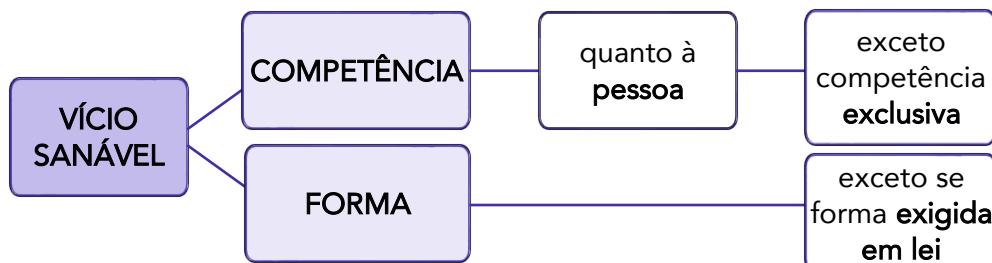 VÍCIO
SANÁVEL
COMPETÊNCIA
quanto à
pessoa
exceto
competência
exclusiva
FORMA
exceto se
forma exigida
em lei